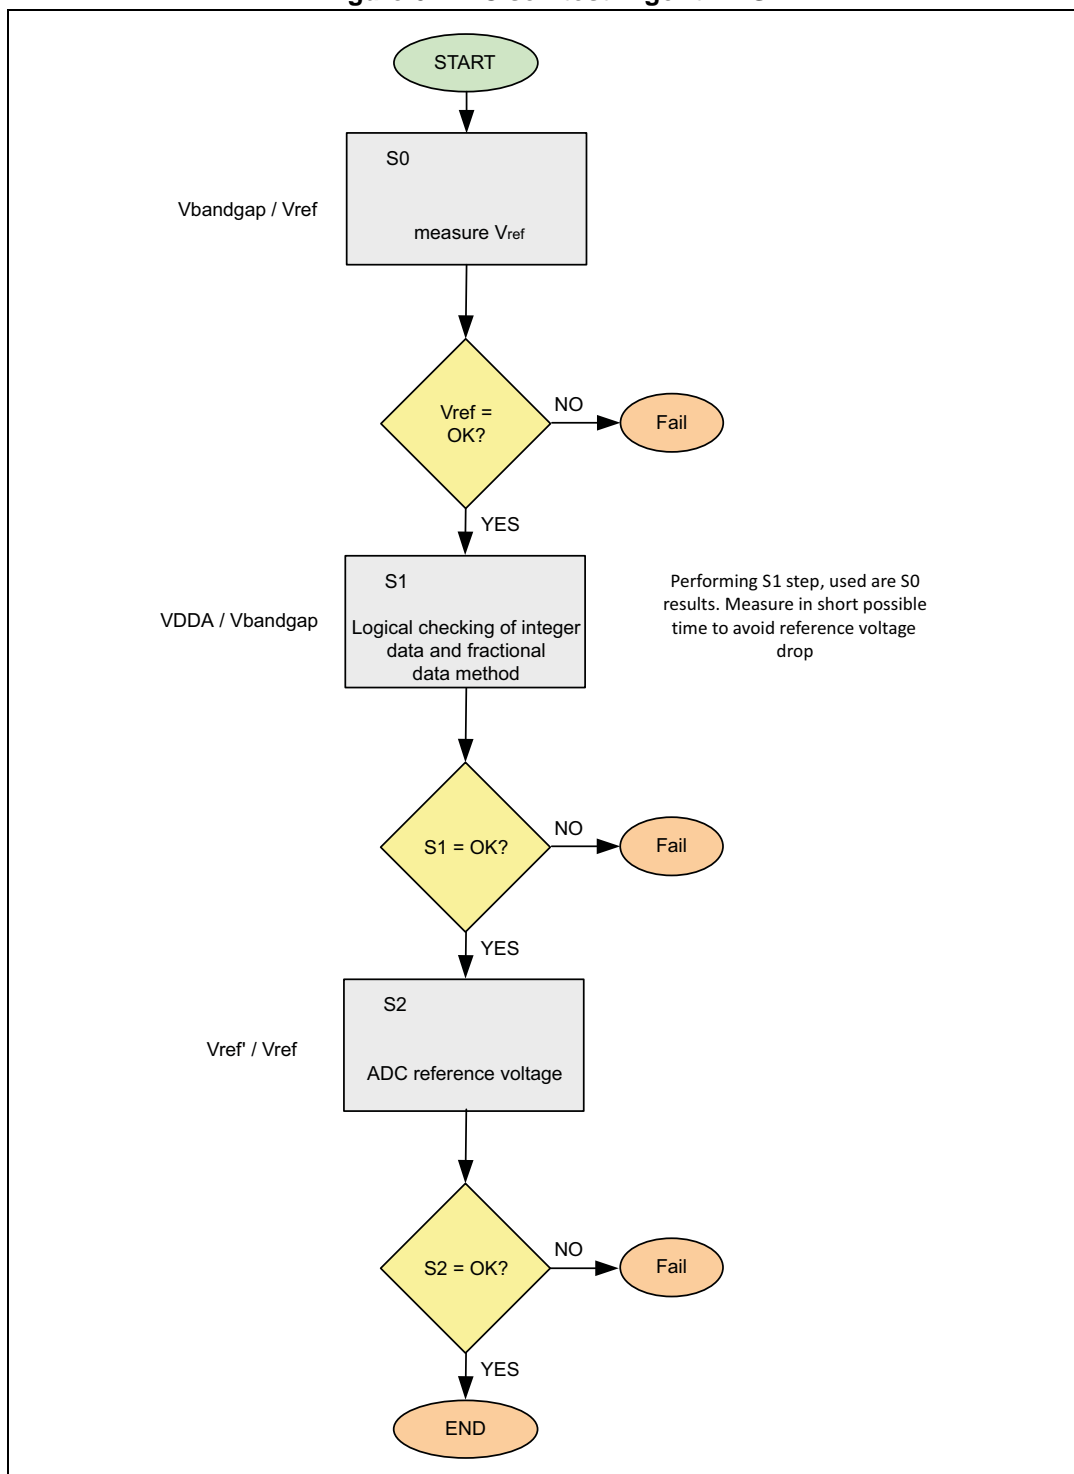 START
S0
Vbandgap / Vref
measure Vref
Vref =
OK?
NO
Fail
YES
S1
VDDA / Vbandgap
Logical checking of integer
data and fractional
data method
Performing S1 step, used are S0
results. Measure in short possible
time to avoid reference voltage
drop
S1 = OK?
NO
Fail
YES
S2
Vref' / Vref
ADC reference voltage
S2 = OK?
NO
Fail
YES
END